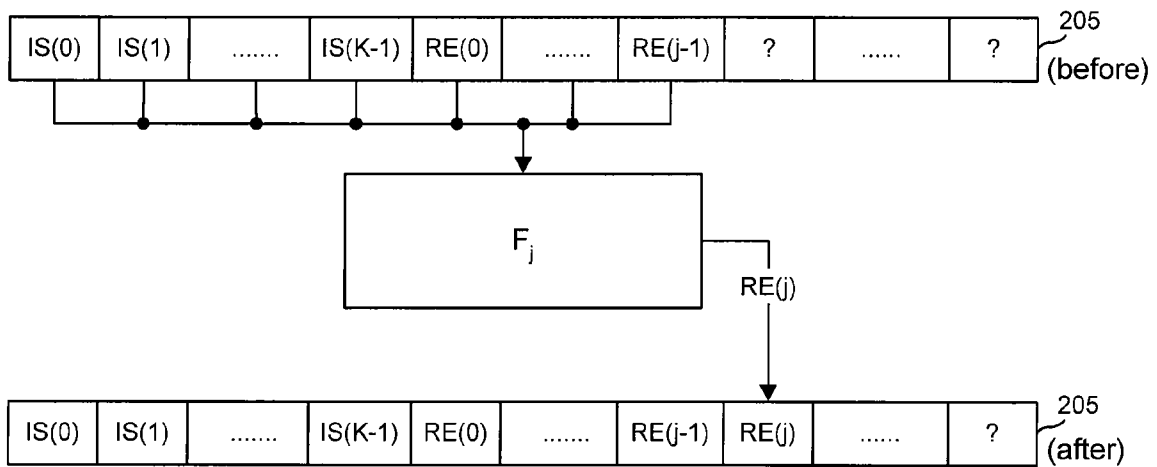 IS(0) IS(1) ....... IS(K-1) RE(0) ....... RE(j-1) ? ...... ? 205
(before)
Fj
RE(j)
IS(0) IS(1) ....... IS(K-1) RE(0) ....... RE(j-1) RE(j) ...... ? 205
(after)